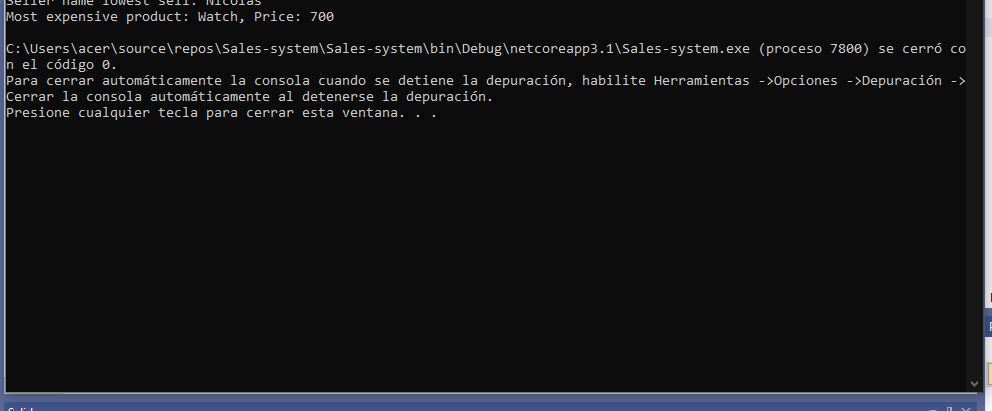 Seller name lowest sell: Nicolas
Most expensive product: Watch, Price: 700
C:\Users\acer\source\repos\Sales-system\Sales-system\bin\Debug\netcoreapp3.1\Sales-system.exe (proceso 7800) se cerró co
n el código 0.
Para cerrar automáticamente la consola cuando se detiene la depuración, habilite Herramientas ->Opciones ->Depuración ->
Cerrar la consola automáticamente al detenerse la depuración.
Presione cualquier tecla para cerrar esta ventana. . .